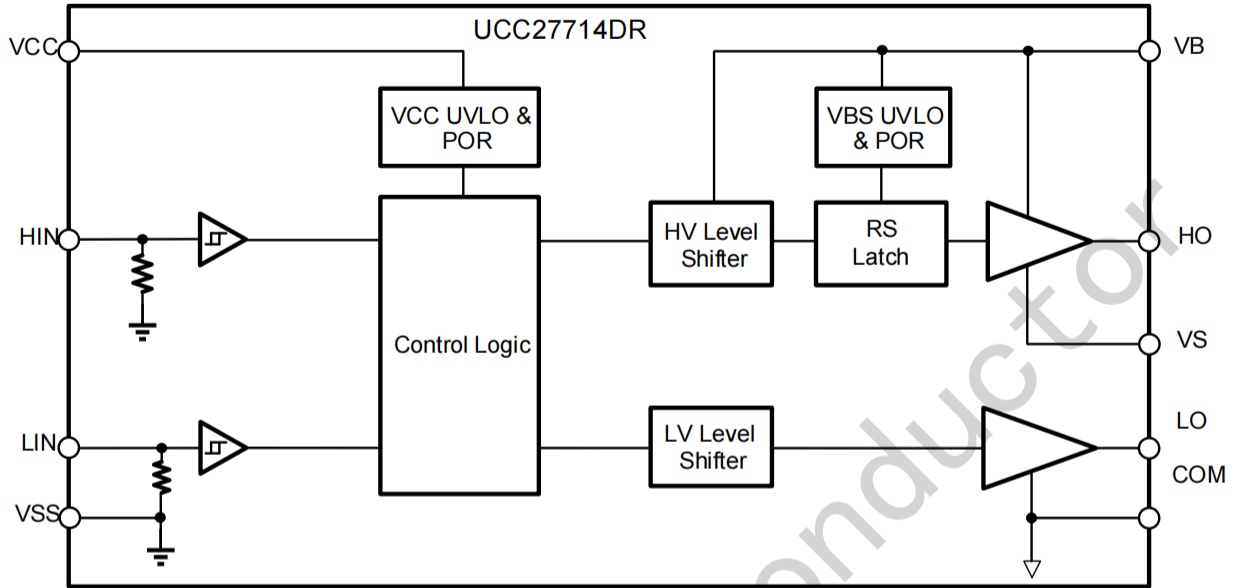 UCC27714DR
VCC
VB
VCC UVLO &
POR
VBS UVLO
& POR
HIN
HV Level
Shifter
RS
Latch
HO
Control Logic
VS
LIN
LV Level
Shifter
LO
COM
VSS
onductor